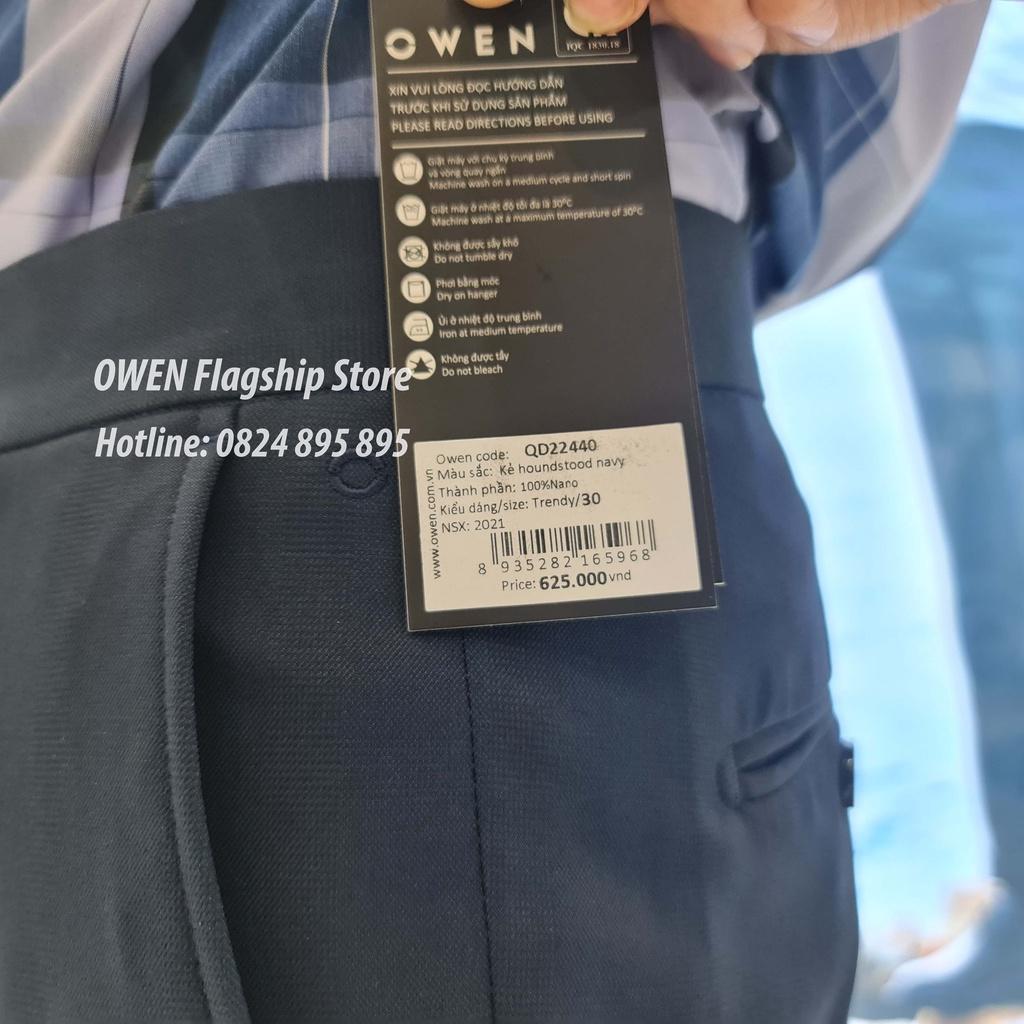 OWEN
TQC 1830.18
XIN VUI LÒNG ĐỌC HƯỚNG DẪN
TRƯỚC KHI SỬ DỤNG SẢN PHẨM
PLEASE READ DIRECTIONS BEFORE USING
Giặt máy với chu kỳ trung bình
và vòng quay ngắn
Machine wash on a medium cycle and short spin
Giặt máy ở nhiệt độ tối đa là 30°C
Machine wash at a maximum temperature of 30°C
Không được sấy khô
Do not tumble dry
Phơi bằng móc
Dry on hanger
Ủi ở nhiệt độ trung bình
Iron at medium temperature
Không được tẩy
Do not bleach
OWEN Flagship Store
Hotline: 0824 895 895
Owen code: QD22440
Màu sắc: Kẻ houndstood navy
Thành phần: 100%Nano
Kiểu dáng/size: Trendy/30
NSX: 2021
8 935282 165968
Price: 625.000 vnd
www.owen.com.vn